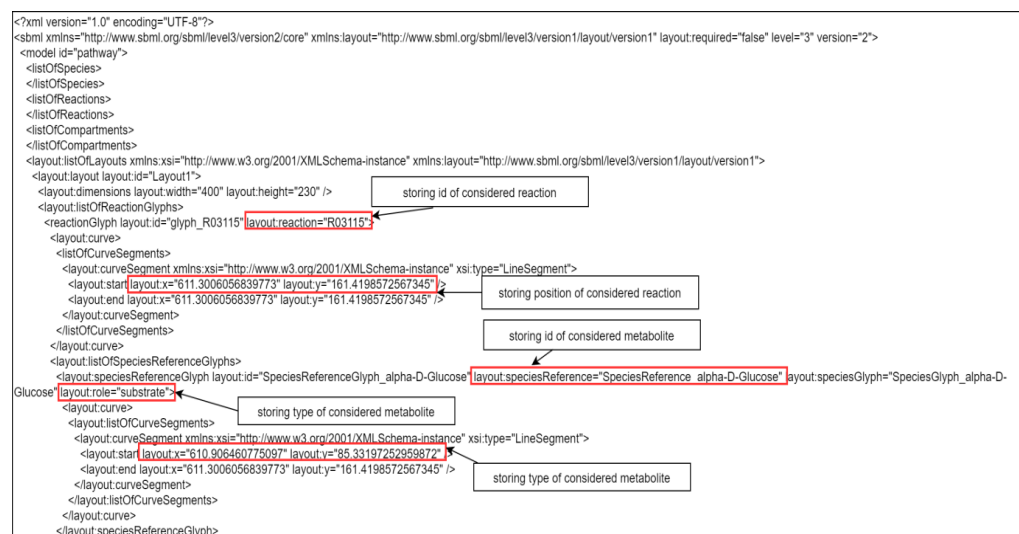 <?xml version="1.0" encoding="UTF-8"?>
<sbml xmlns="http://www.sbml.org/sbml/level3/version2/core" xmlns:layout="http://www.sbml.org/sbml/level3/version1/layout/version1" layout:required="false" level="3" version="2">
<model id="pathway">
<listOfSpecies>
</listOfSpecies>
<listOfReactions>
</listOfReactions>
<listOfCompartments>
</listOfCompartments>
<layout:listOfLayouts xmlns:xsi="http://www.w3.org/2001/XMLSchema-instance" xmlns:layout="http://www.sbml.org/sbml/level3/version1/layout/version1">
<layout:layout layout:id="Layout1">
<layout:dimensions layout:width="400" layout:height="230" />
storing id of considered reaction
<layout:listOfReactionGlyphs>
<reactionGlyph layout:id="glyph_R03115" layout:reaction="R03115">
<layout:curve>
<listOfCurveSegments>
<layout:curveSegment xmlns:xsi="http://www.w3.org/2001/XMLSchema-instance" xsi:type="LineSegment">
<layout:start layout:x="611.3006056839773" layout:y="161.4198572567345" />
storing position of considered reaction
<layout:end layout:x="611.3006056839773" layout:y="161.4198572567345" />
</layout:curveSegment>
</listOfCurveSegments>
storing id of considered metabolite
</layout:curve>
<layout:listOfSpeciesReferenceGlyphs>
<layout:speciesReferenceGlyph layout:id="SpeciesReferenceGlyph_alpha-D-Glucose" layout:speciesReference="SpeciesReference_alpha-D-Glucose" layout:speciesGlyph="SpeciesGlyph_alpha-D-
Glucose" layout:role="substrate">
<layout:curve>
storing type of considered metabolite
<layout:listOfCurveSegments>
<layout:curveSegment xmlns:xsi="http://www.w3.org/2001/XMLSchema-instance" xsi:type="LineSegment">
<layout:start layout:x="610.906460775097" layout:y="85.33197252959872" />
<layout:end layout:x="611.3006056839773" layout:y="161.4198572567345" />
storing type of considered metabolite
</layout:curveSegment>
</layout:listOfCurveSegments>
</layout:curve>
</layout:speciesReferenceGlyph>